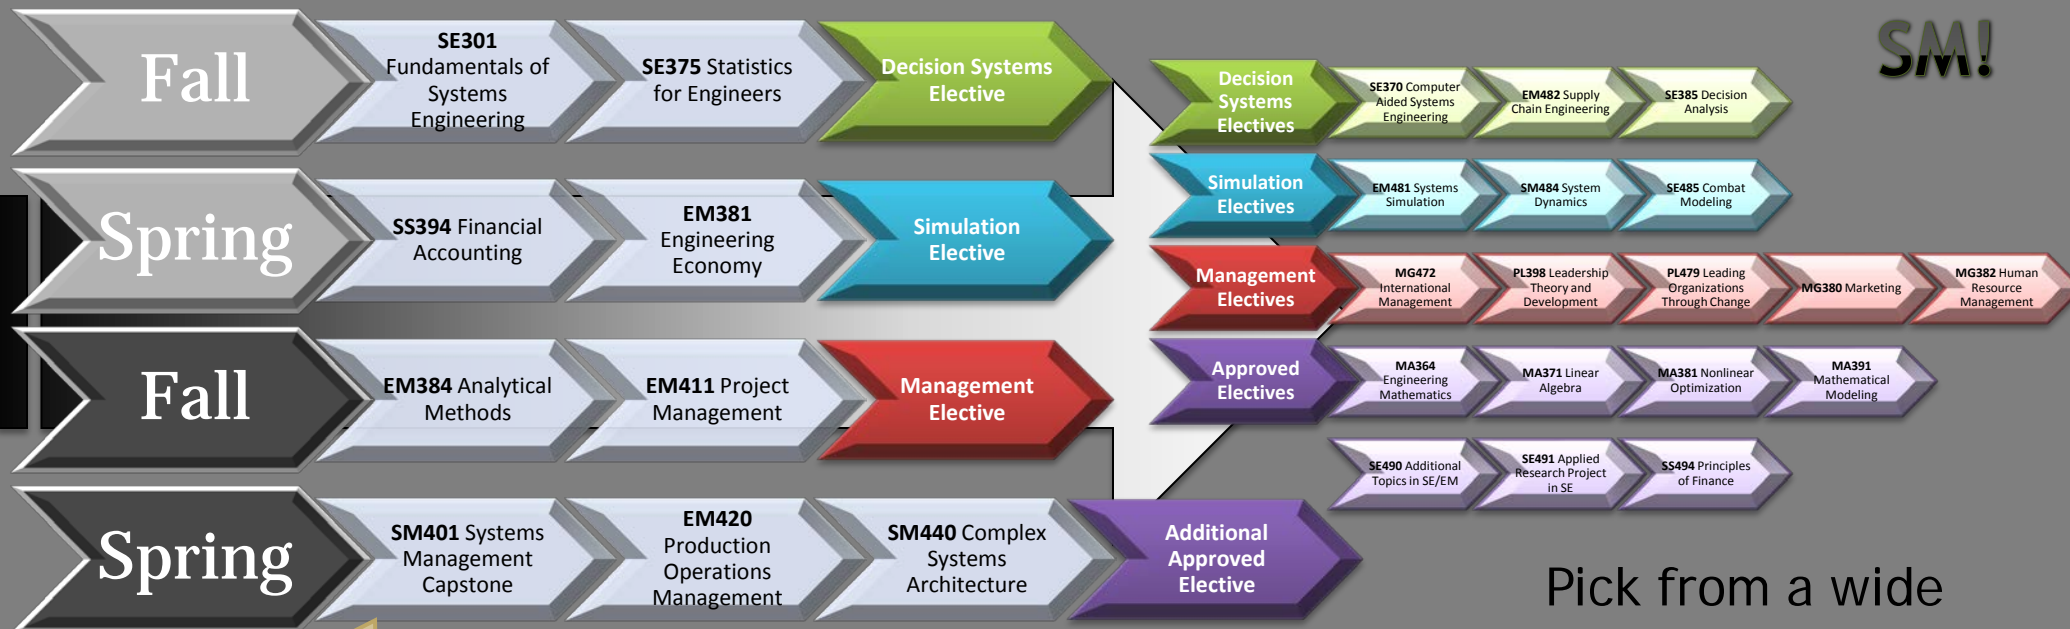 SM!
Fall
SE301
Fundamentals of
Systems
Engineering
SE375 Statistics
for Engineers
Decision Systems
Elective
Spring
SS394 Financial
Accounting
EM381
Engineering
Economy
Simulation
Elective
Fall
EM384 Analytical
Methods
EM411 Project
Management
Management
Elective
Spring
SM401 Systems
Management
Capstone
EM420
Production
Operations
Management
SM440 Complex
Systems
Architecture
Additional
Approved
Elective
Decision
Systems
Electives
SE370 Computer
Aided Systems
Engineering
EM482 Supply
Chain Engineering
SE385 Decision
Analysis
Simulation
Electives
EM481 Systems
Simulation
SM484 System
Dynamics
SE485 Combat
Modeling
Management
Electives
MG472
International
Management
PL398 Leadership
Theory and
Development
PL479 Leading
Organizations
Through Change
MG380 Marketing
MG382 Human
Resource
Management
Approved
Electives
MA364
Engineering
Mathematics
MA371 Linear
Algebra
MA381 Nonlinear
Optimization
MA391
Mathematical
Modeling
SE490 Additional
Topics in SE/EM
SE491 Applied
Research Project
in SE
SS494 Principles
of Finance
Pick from a wide